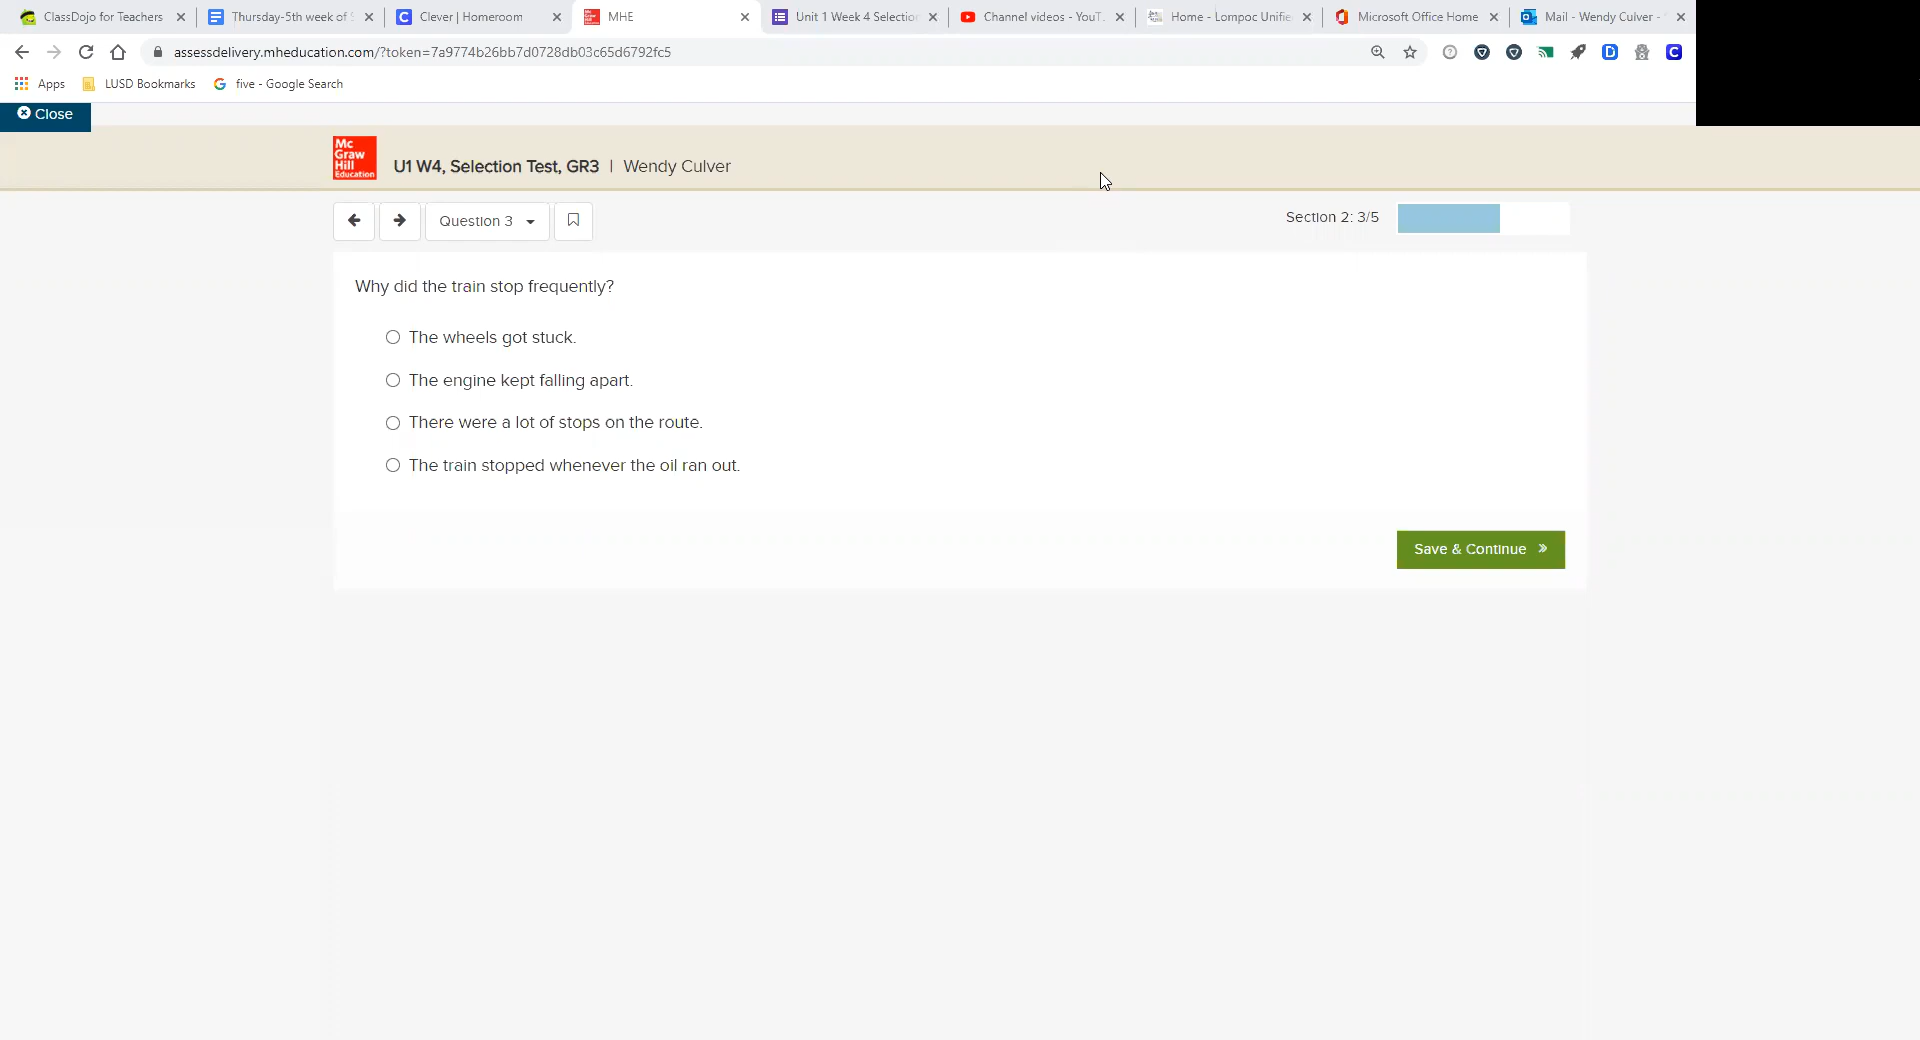 ClassDojo for Teachers
Thursday-5th week of S
Clever | Homeroom
MHE
Unit 1 Week 4 Selection
Channel videos - YouT
Home - Lompoc Unifie
Microsoft Office Home
Mail - Wendy Culver -
assessdelivery.mheducation.com/?token=7a9774b26bb7d0728db03c65d6792fc5
Apps
LUSD Bookmarks
five - Google Search
Close
Mc
Graw
Hill
Education
U1 W4, Selection Test, GR3 | Wendy Culver
Question 3
Section 2: 3/5
Why did the train stop frequently?
The wheels got stuck.
The engine kept falling apart.
There were a lot of stops on the route.
The train stopped whenever the oil ran out.
Save & Continue »